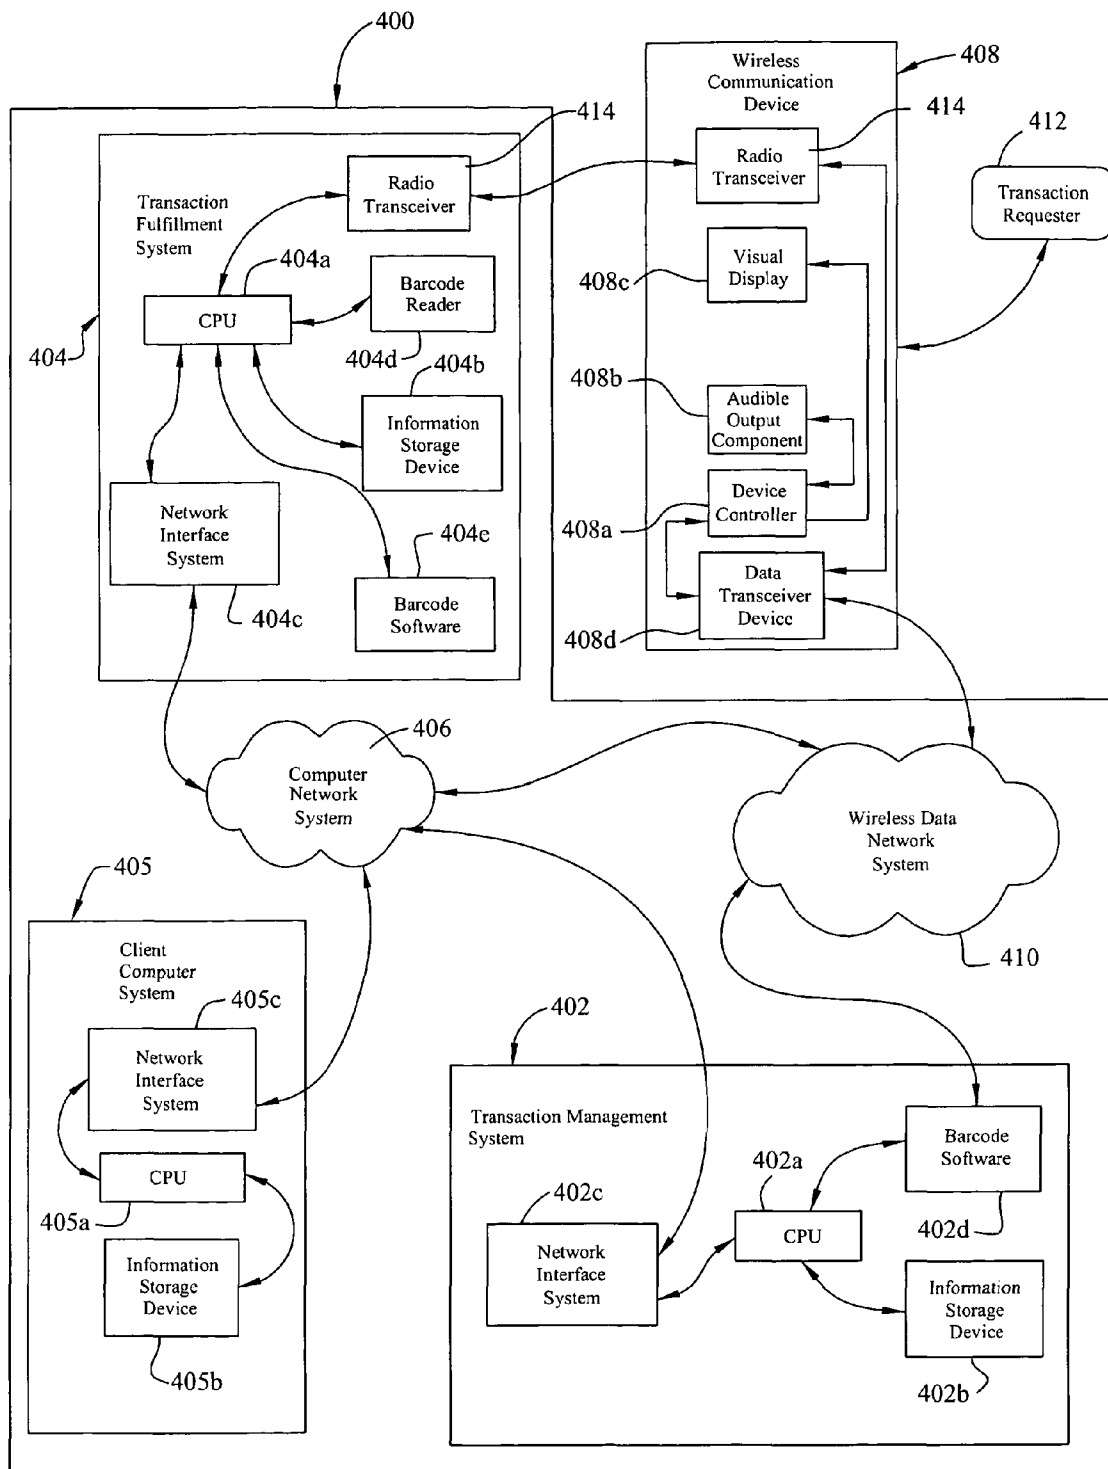 400
Wireless
Communication
Device
408
414
Radio
Transceiver
414
Radio
Transceiver
412
Transaction
Requester
Transaction
Fulfillment
System
404a
CPU
404
Barcode
Reader
404d
408c
Visual
Display
404b
Information
Storage
Device
408b
Audible
Output
Component
Network
Interface
System
404c
408a
Device
Controller
404e
Barcode
Software
Data
Transceiver
Device
408d
406
Computer
Network
System
Wireless Data
Network
System
410
405
Client
Computer
System
405c
Network
Interface
System
CPU
405a
Information
Storage
Device
405b
402
Transaction Management
System
402c
Network
Interface
System
402a
CPU
Barcode
Software
402d
Information
Storage
Device
402b